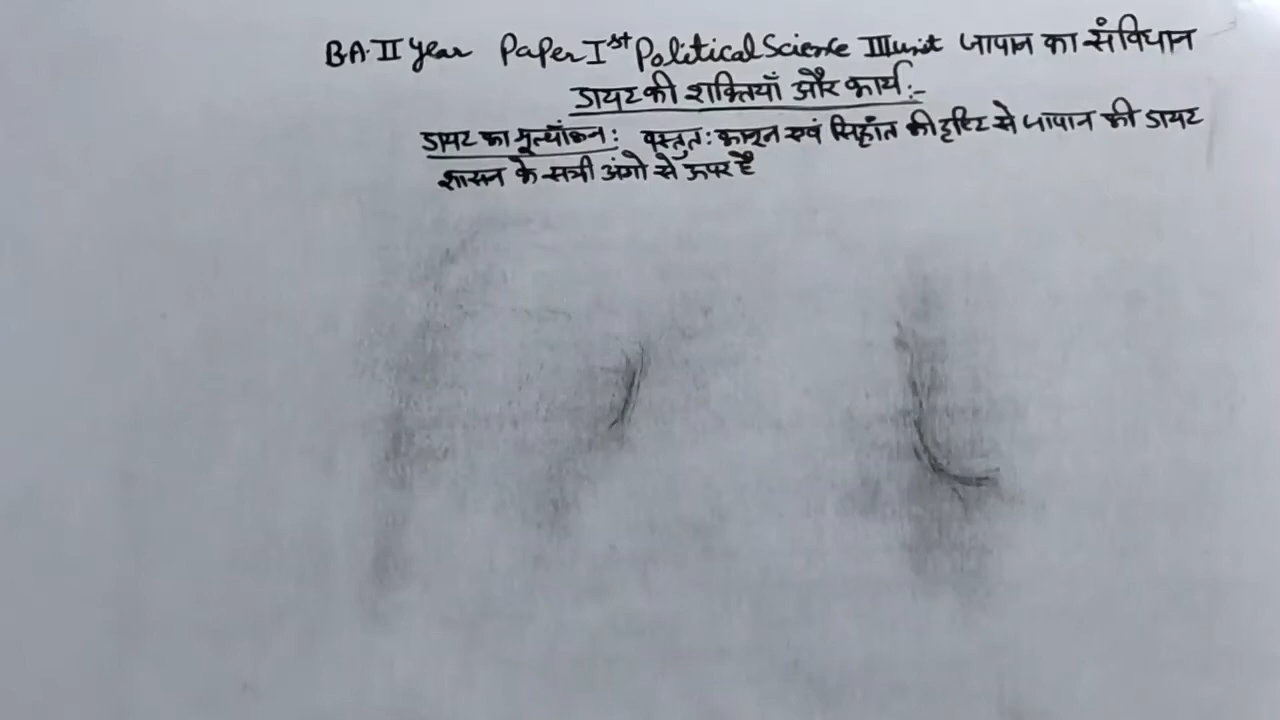 B.A. II Year Paper Ist Political Science III unit जापान का संविधान
डायट की शक्तियाँ और कार्य :-
डायट का मूल्यांकन : वस्तुतः कानून एवं सिद्धांत की दृष्टि से जापान की डायट
शासन के सभी अंगो से ऊपर है